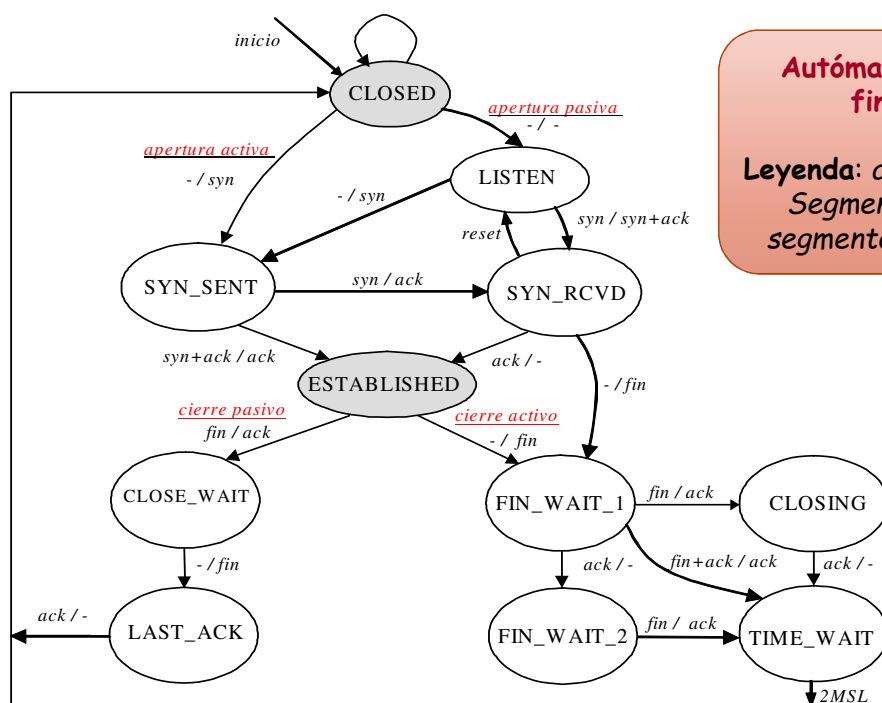 inicio
CLOSED
apertura pasiva
- / -
apertura activa
- / syn
LISTEN
- / syn
syn / syn+ack
reset
SYN_SENT
syn / ack
SYN_RCVD
syn+ack / ack
ack / -
ESTABLISHED
- / fin
cierre pasivo
fin / ack
cierre activo
- / fin
CLOSE_WAIT
FIN_WAIT_1
fin / ack
CLOSING
- / fin
ack / -
fin+ack / ack
ack / -
ack / -
LAST_ACK
FIN_WAIT_2
fin / ack
TIME_WAIT
2MSL
Autóma
fin
Leyenda:
Segmen
segmento